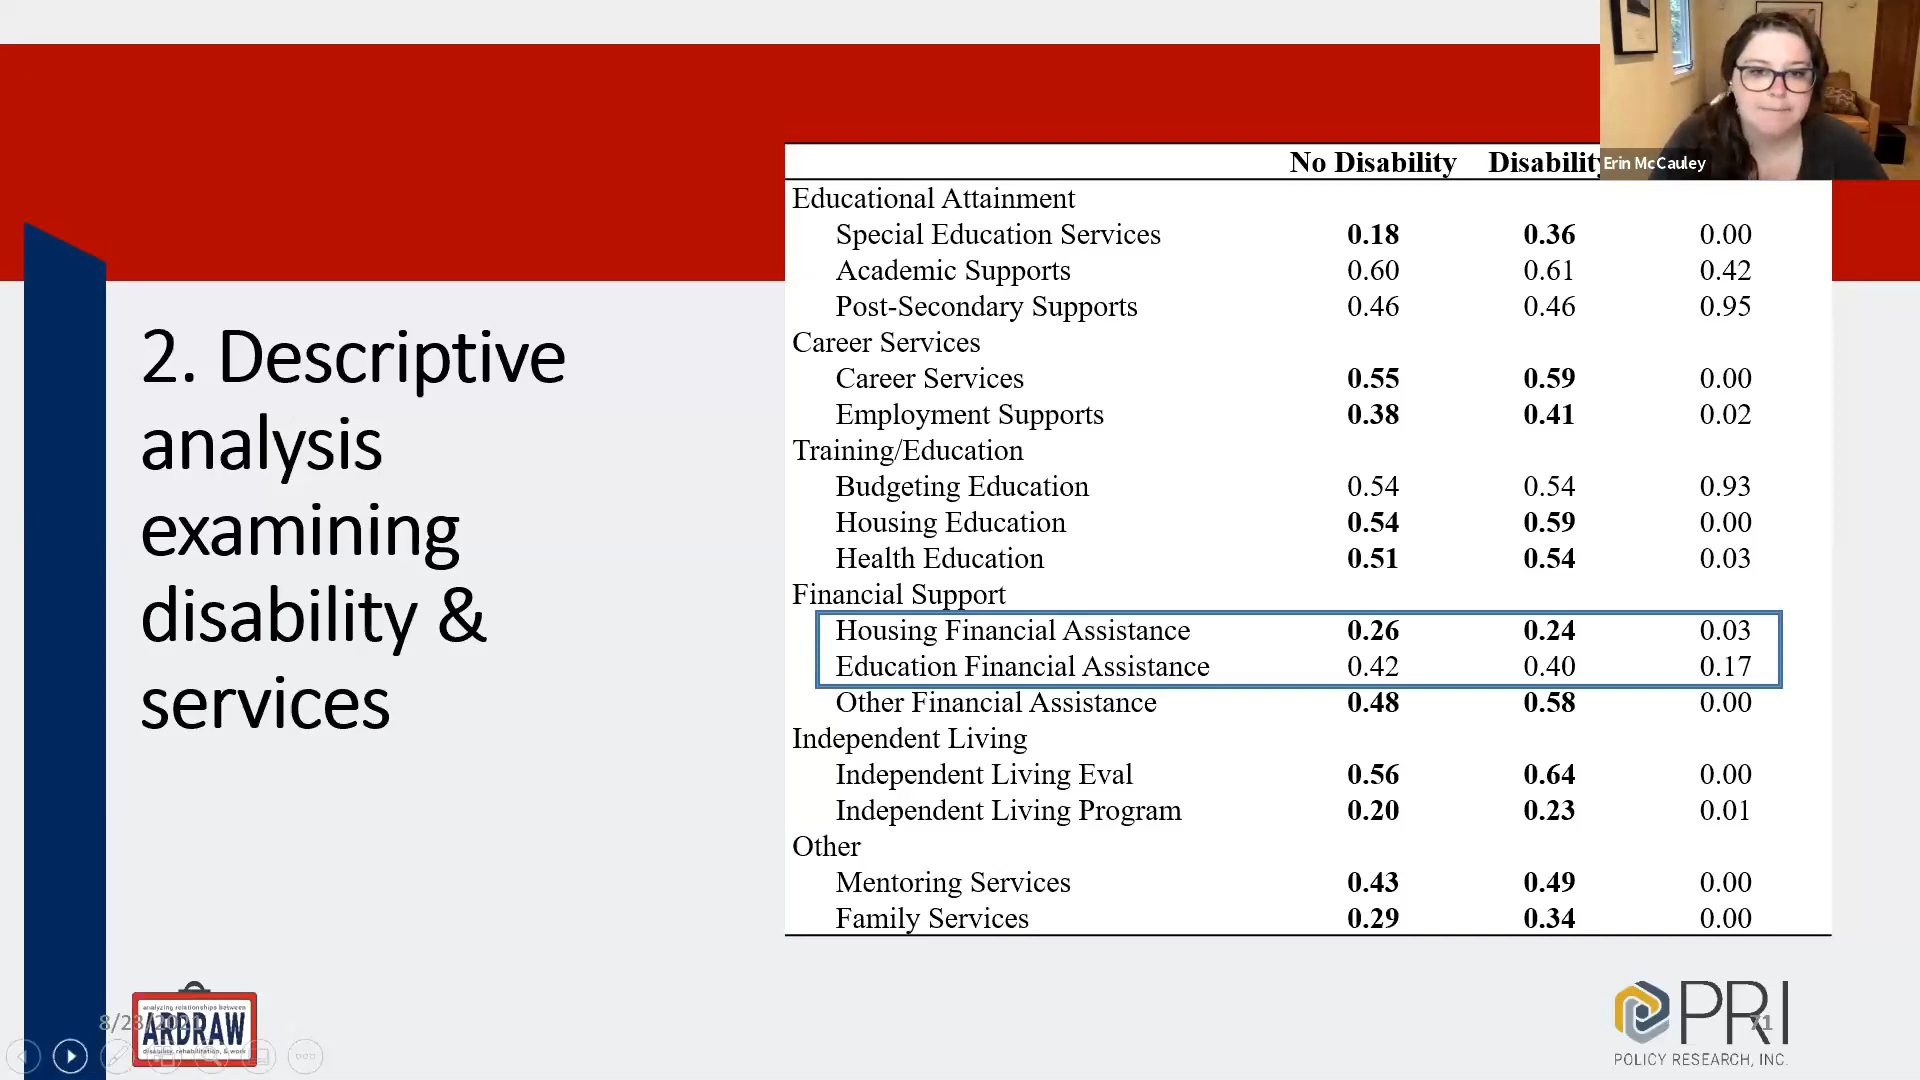 Erin McCauley
No Disability Disability
Educational Attainment
Special Education Services 0.18 0.36 0.00
Academic Supports 0.60 0.61 0.42
Post-Secondary Supports 0.46 0.46 0.95
Career Services
Career Services 0.55 0.59 0.00
Employment Supports 0.38 0.41 0.02
Training/Education
Budgeting Education 0.54 0.54 0.93
Housing Education 0.54 0.59 0.00
Health Education 0.51 0.54 0.03
Financial Support
Housing Financial Assistance 0.26 0.24 0.03
Education Financial Assistance 0.42 0.40 0.17
Other Financial Assistance 0.48 0.58 0.00
Independent Living
Independent Living Eval 0.56 0.64 0.00
Independent Living Program 0.20 0.23 0.01
Other
Mentoring Services 0.43 0.49 0.00
Family Services 0.29 0.34 0.00
2. Descriptive
analysis
examining
disability &
services
analyzing relationships between
ARDRAW
disability, rehabilitation, & work
PRI
71
POLICY RESEARCH, INC.